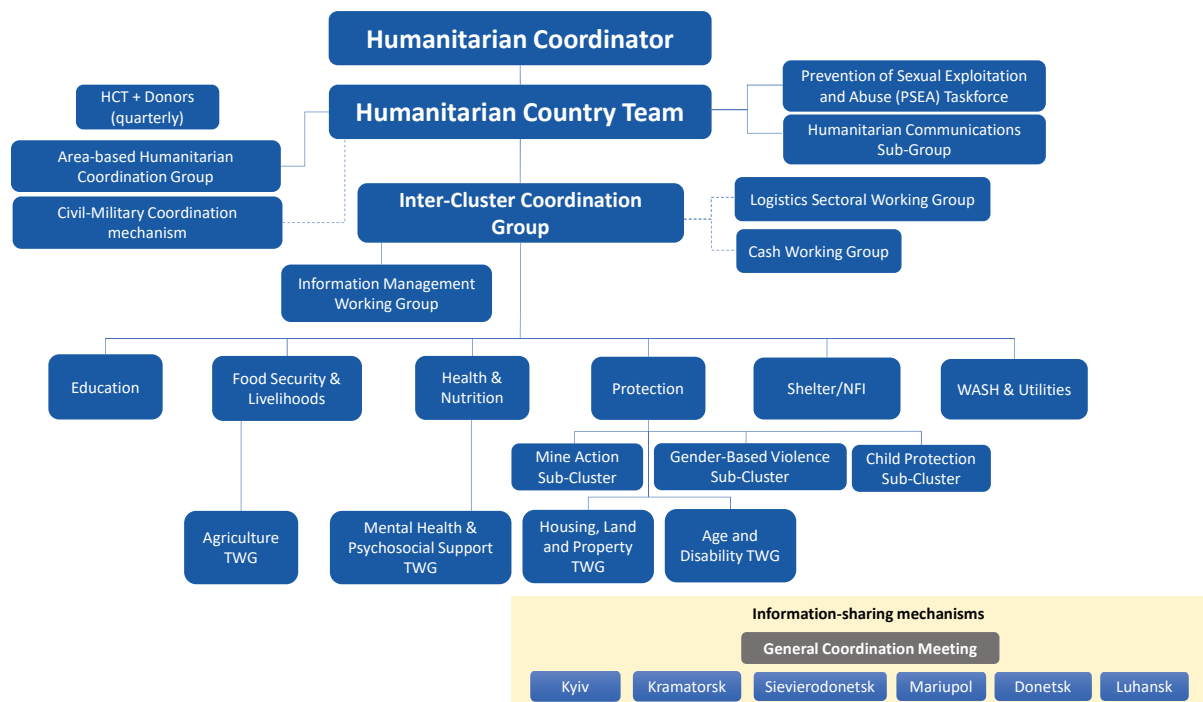 Humanitarian Coordinator
HCT + Donors
(quarterly)
Humanitarian Country Team
Prevention of Sexual Exploitation
and Abuse (PSEA) Taskforce
Humanitarian Communications
Sub-Group
Area-based Humanitarian
Coordination Group
Civil-Military Coordination
mechanism
Inter-Cluster Coordination
Group
Logistics Sectoral Working Group
Cash Working Group
Information Management
Working Group
Education
Food Security &
Livelihoods
Health &
Nutrition
Protection
Shelter/NFI
WASH & Utilities
Mine Action
Sub-Cluster
Gender-Based Violence
Sub-Cluster
Child Protection
Sub-Cluster
Agriculture
TWG
Mental Health &
Psychosocial Support
TWG
Housing, Land
and Property
TWG
Age and
Disability TWG
Information-sharing mechanisms
General Coordination Meeting
Kyiv
Kramatorsk
Sievierodonetsk
Mariupol
Donetsk
Luhansk